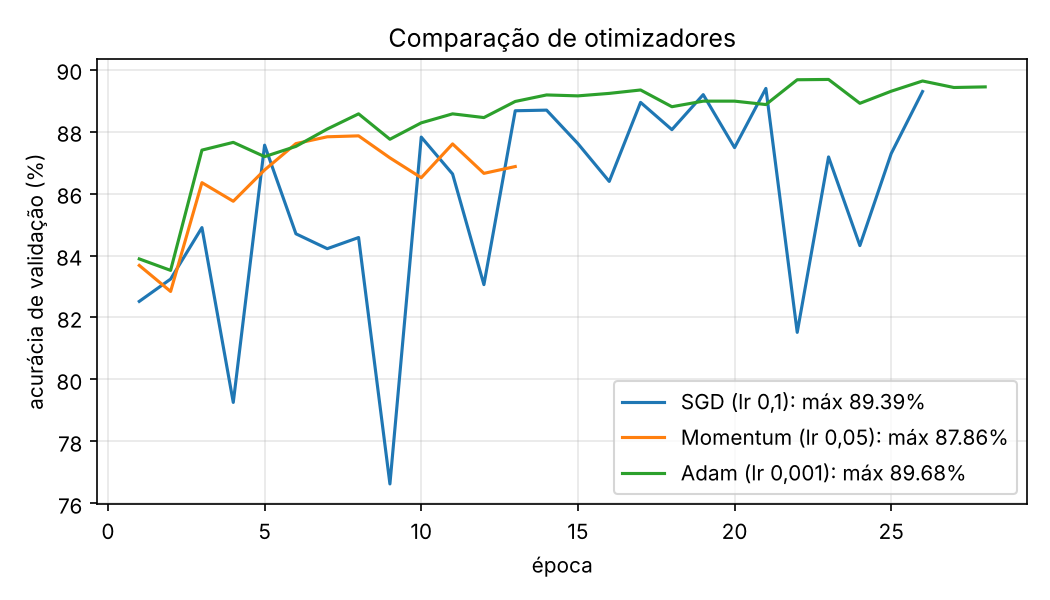 Comparação de otimizadores
acurácia de validação (%)
90
88
86
84
82
80
78
76
0
5
10
15
20
25
época
SGD (lr 0,1): máx 89.39%
Momentum (lr 0,05): máx 87.86%
Adam (lr 0,001): máx 89.68%